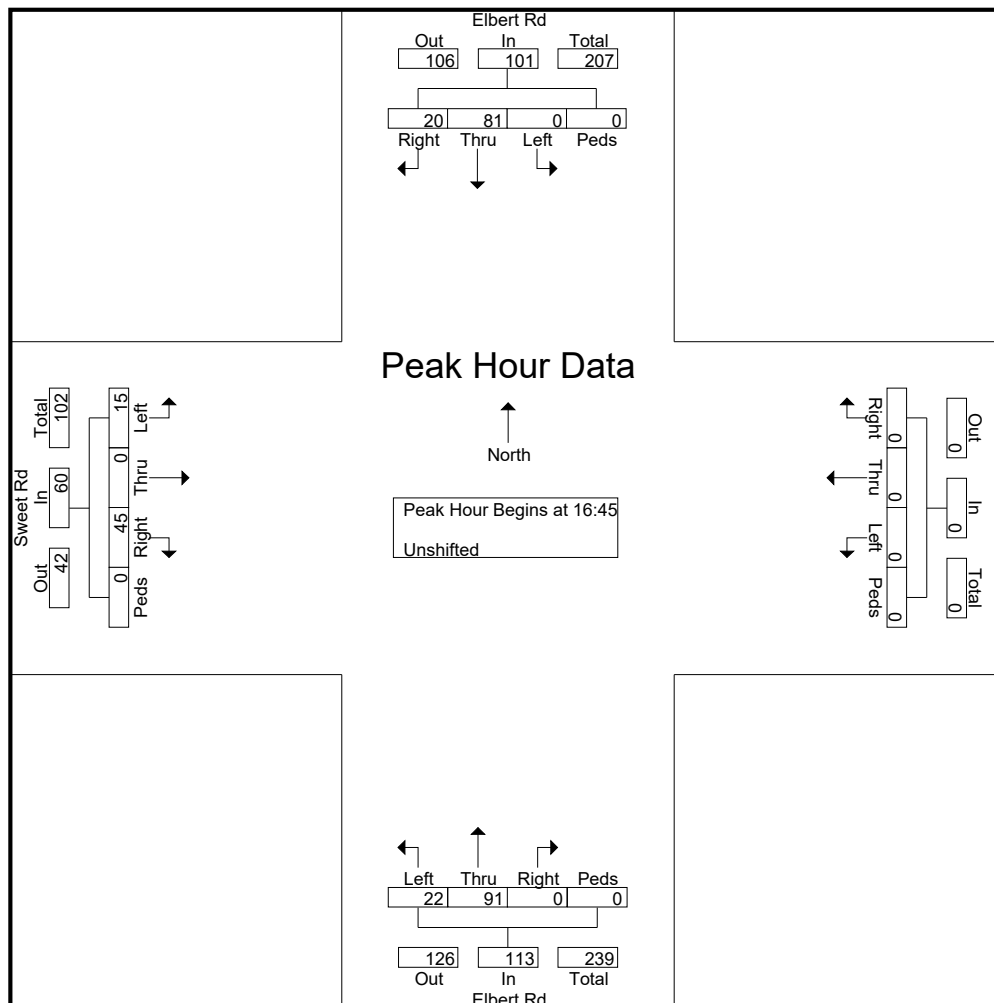 Elbert Rd
Out In Total
106 101 207
20 81 0 0
Right Thru Left Peds
Peak Hour Data
North
Peak Hour Begins at 16:45
Unshifted
Sweet Rd
Out In Total
42 60 102
15 0 45 0
Left Thru Right Peds
Out In Total
0 0 0
Right Thru Left Peds
0 0 0 0
Left Thru Right Peds
22 91 0 0
126 113 239
Out In Total
Elbert Rd